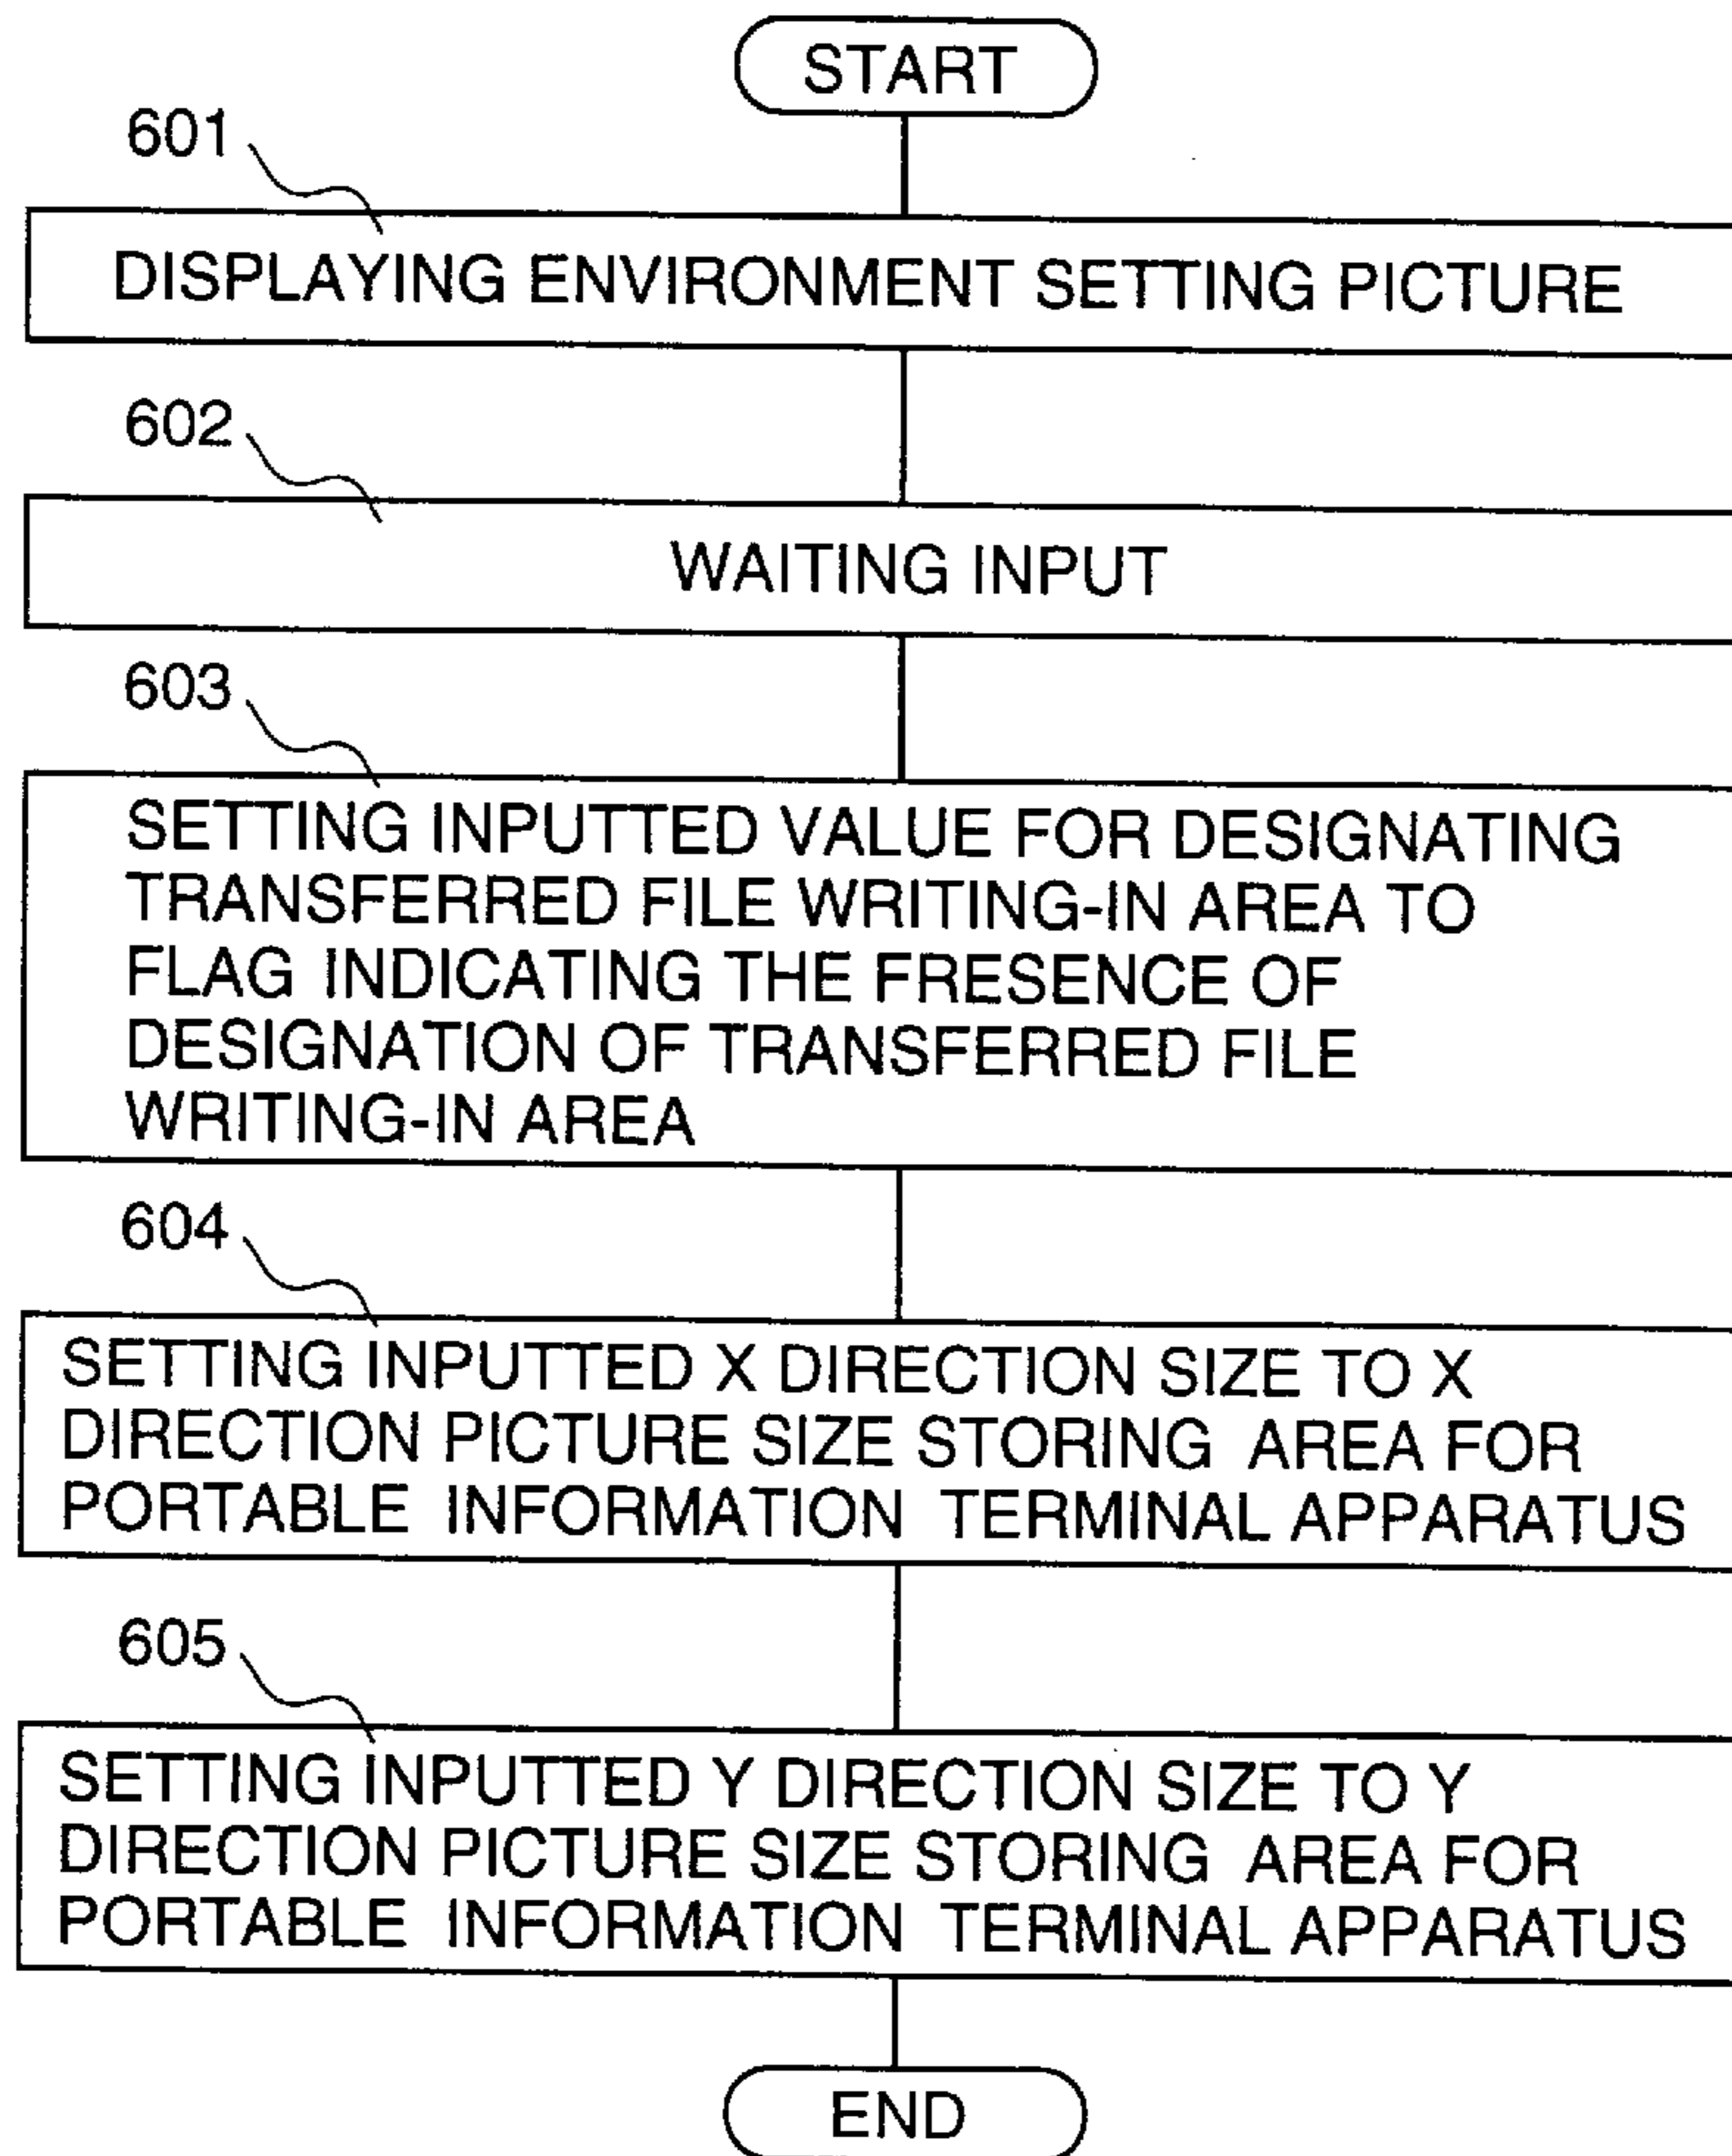 START
601
DISPLAYING ENVIRONMENT SETTING PICTURE
602
WAITING INPUT
603
SETTING INPUTTED VALUE FOR DESIGNATING
TRANSFERRED FILE WRITING-IN AREA TO
FLAG INDICATING THE FRESENCE OF
DESIGNATION OF TRANSFERRED FILE
WRITING-IN AREA
604
SETTING INPUTTED X DIRECTION SIZE TO X
DIRECTION PICTURE SIZE STORING AREA FOR
PORTABLE INFORMATION TERMINAL APPARATUS
605
SETTING INPUTTED Y DIRECTION SIZE TO Y
DIRECTION PICTURE SIZE STORING AREA FOR
PORTABLE INFORMATION TERMINAL APPARATUS
END